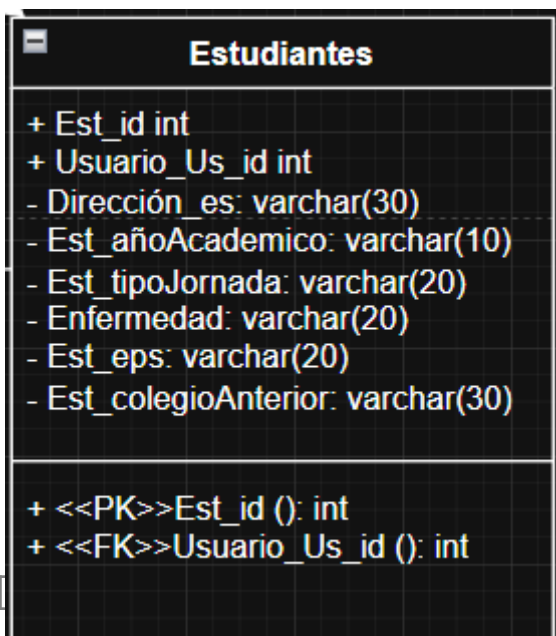 Estudiantes
+ Est_id int
+ Usuario_Us_id int
- Dirección_es: varchar(30)
- Est_añoAcademico: varchar(10)
- Est_tipoJornada: varchar(20)
- Enfermedad: varchar(20)
- Est_eps: varchar(20)
- Est_colegioAnterior: varchar(30)
+ <<PK>>Est_id (): int
+ <<FK>>Usuario_Us_id (): int